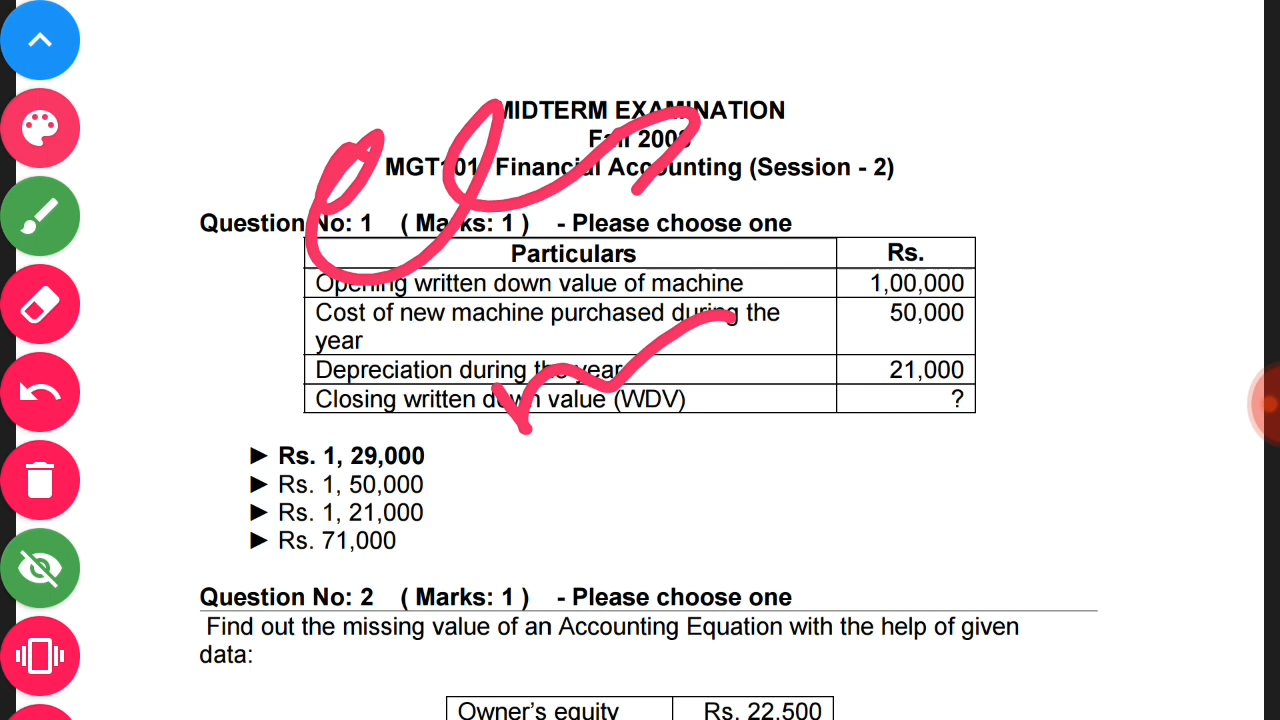 MIDTERM EXAMINATION
Fall
MGT101- Financial Accounting (Session - 2)
Question No: 1 ( Marks: 1 ) - Please choose one
Particulars Rs.
Opening written down value of machine 1,00,000
Cost of new machine purchased during the 50,000
year
Depreciation during the year 21,000
Closing written down value (WDV) ?
► Rs. 1, 29,000
► Rs. 1, 50,000
► Rs. 1, 21,000
► Rs. 71,000
Question No: 2 ( Marks: 1 ) - Please choose one
Find out the missing value of an Accounting Equation with the help of given
data:
Owner's equity Rs. 22,500